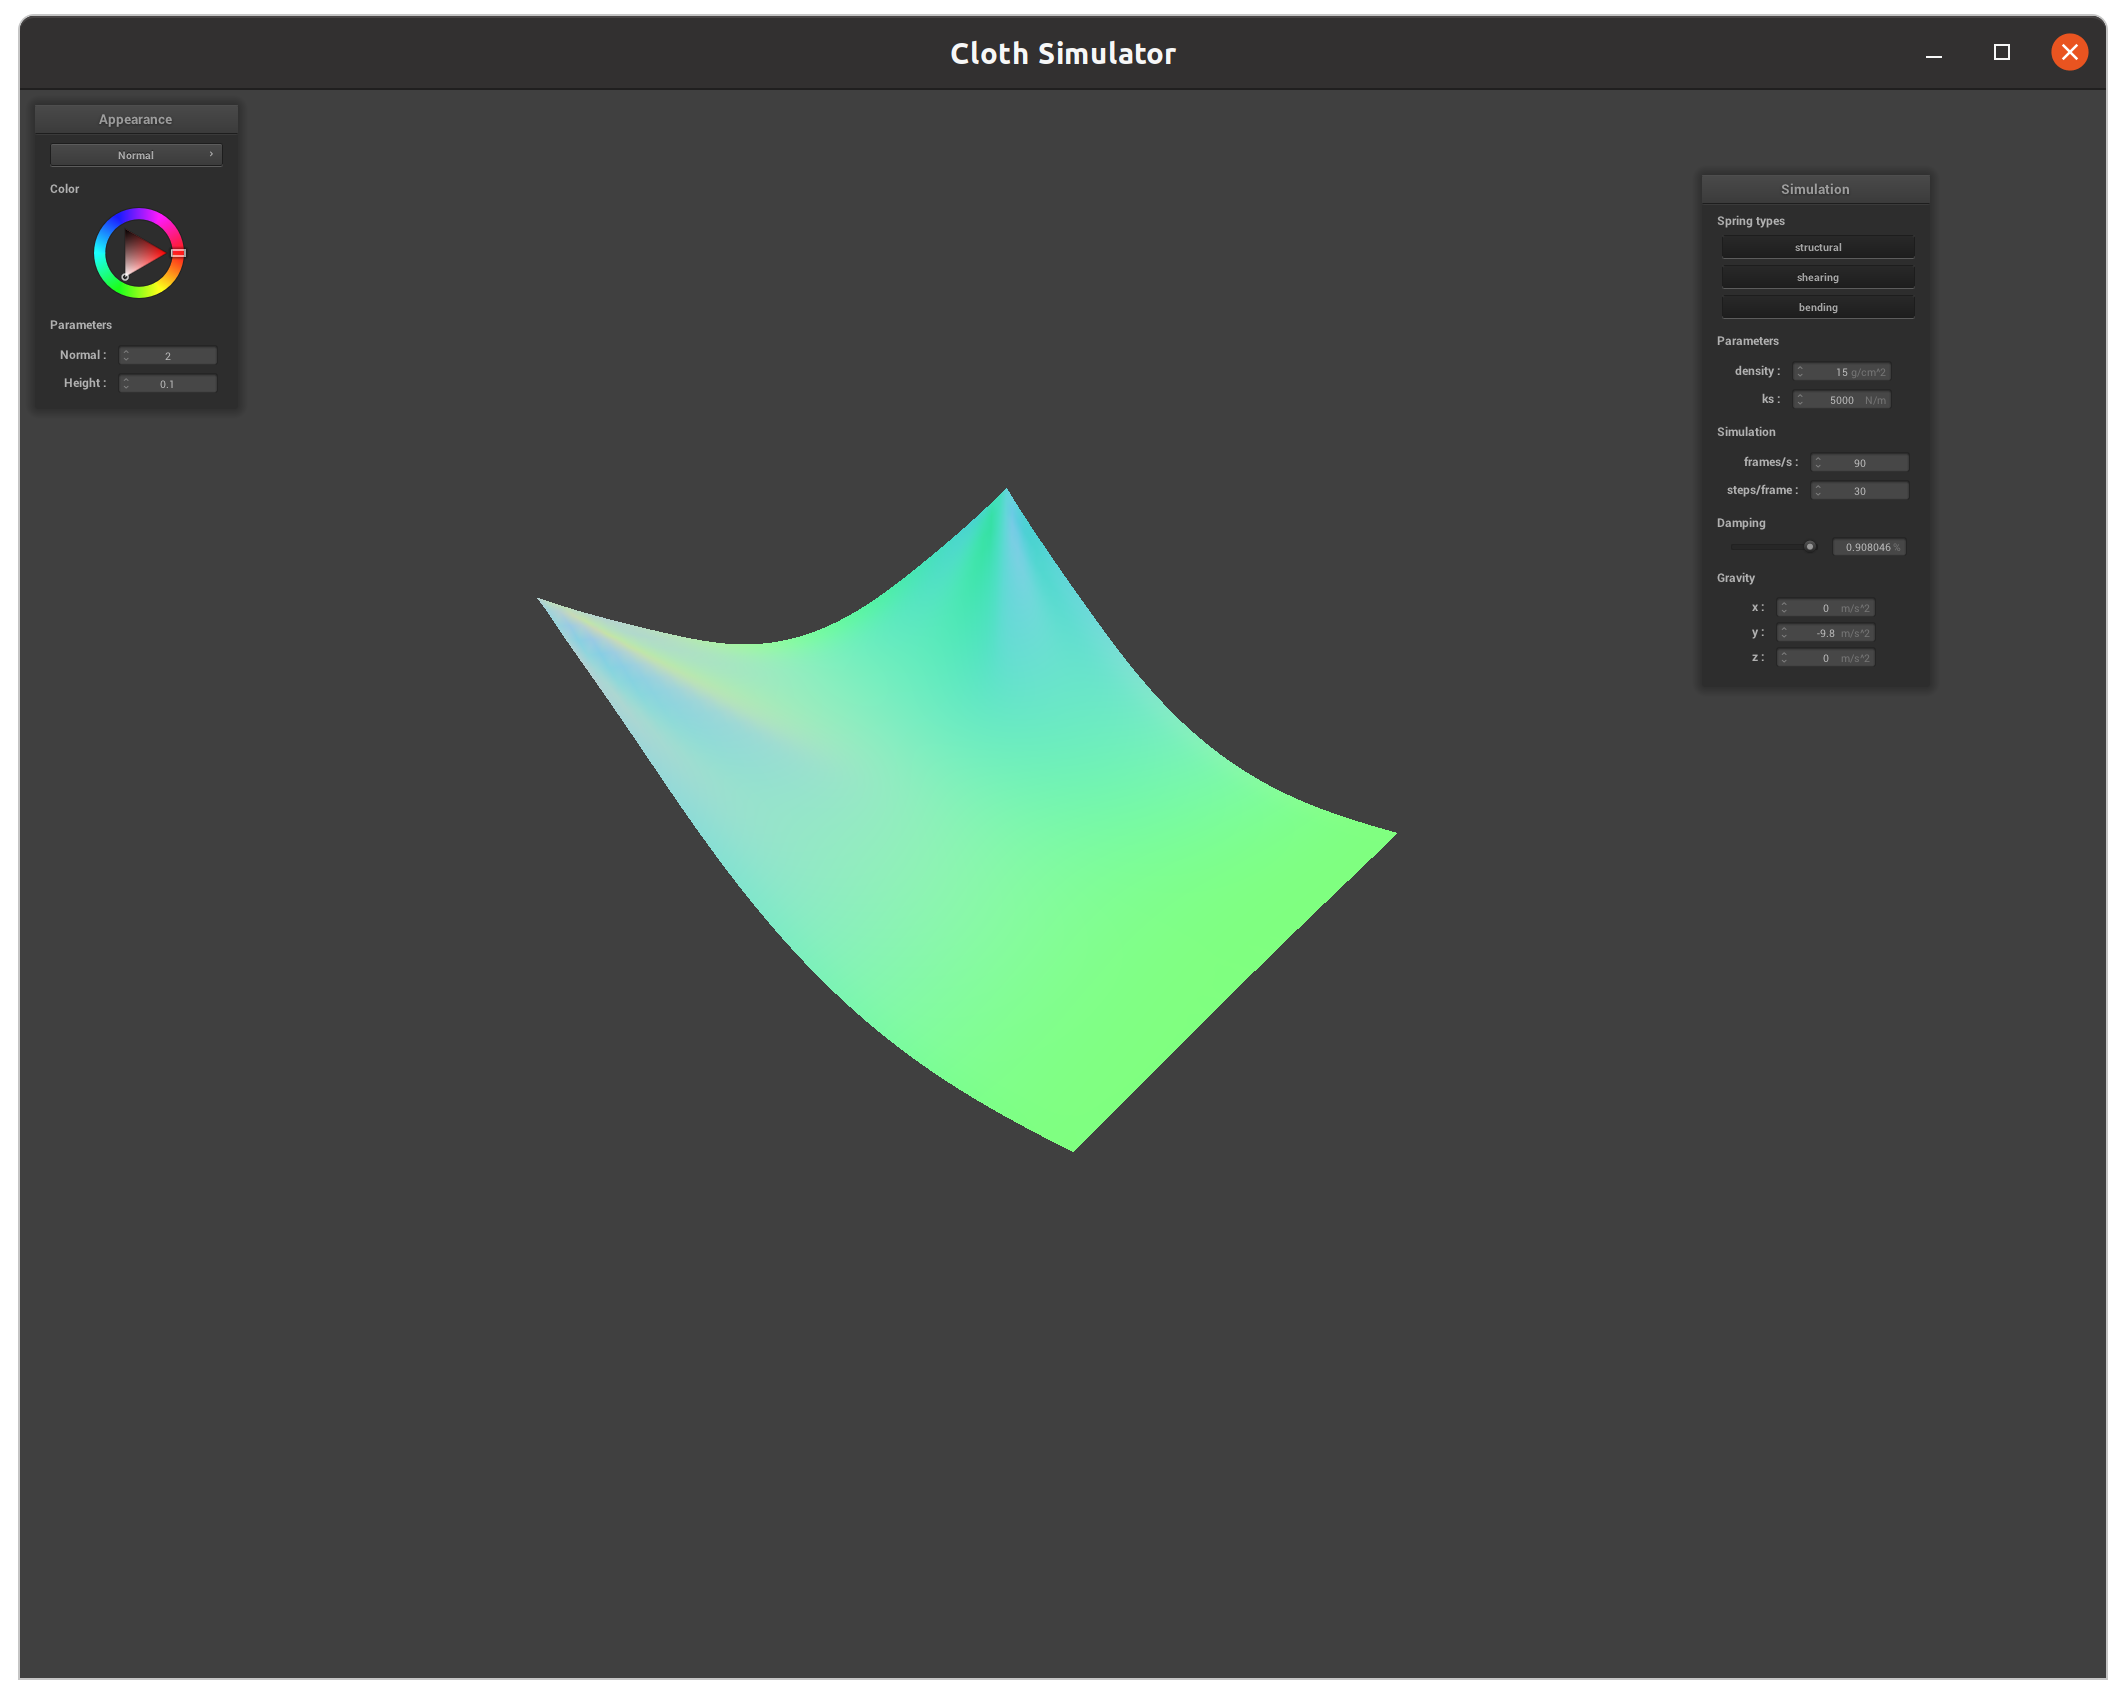 Cloth Simulator
Appearance
Normal
Color
Parameters
Normal : 2
Height : 0.1
Simulation
Spring types
structural
shearing
bending
Parameters
density : 15 g/cm^2
ks : 5000 N/m
Simulation
frames/s : 90
steps/frame : 30
Damping
0.908046 %
Gravity
x : 0 m/s^2
y : -9.8 m/s^2
z : 0 m/s^2